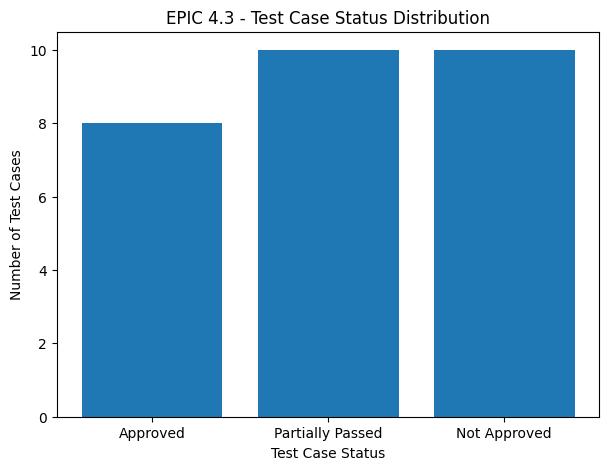 EPIC 4.3 - Test Case Status Distribution
Number of Test Cases
10
8
6
4
2
0
Approved
Partially Passed
Not Approved
Test Case Status